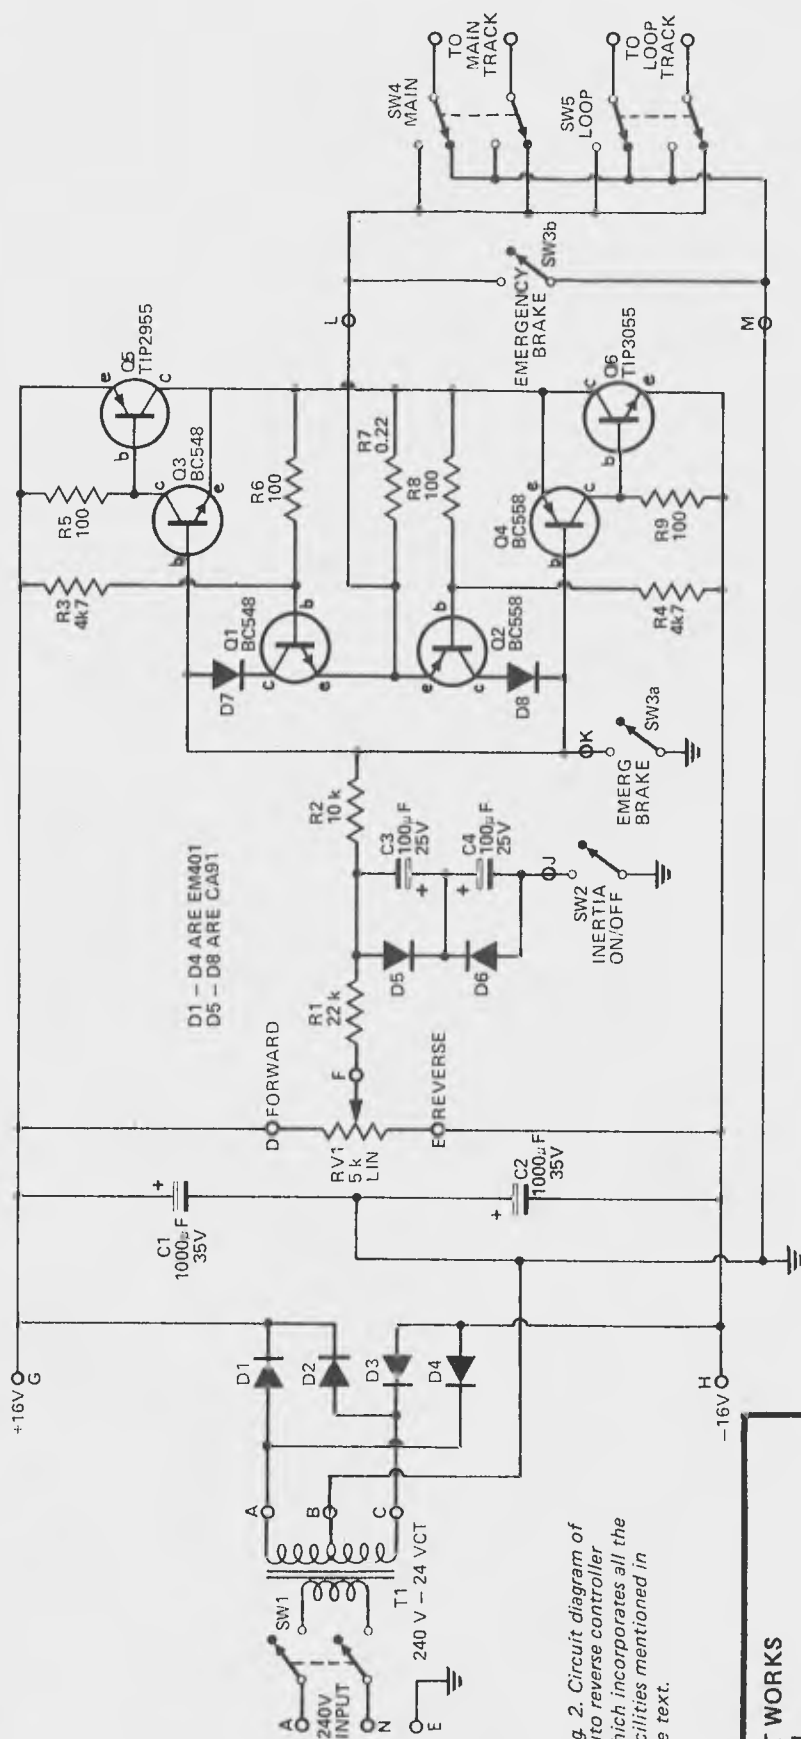 A
240V
INPUT
N
E
SW1
T1
240 V – 24 VCT
A
B
C
D1
D2
D3
D4
+16V
G
H
–16V
C1
1000µF
35V
+
+
C2
1000µF
35V
D FORWARD
RV1
5 k
LIN
F
E REVERSE
D1 – D4 ARE EM401
D5 – D8 ARE CA91
R1
22 k
R2
10 k
D5
D6
C3
100µF
25V
+
C4
100µF
25V
+
J
SW2
INERTIA
ON/OFF
K
EMERG
BRAKE
SW3a
R3
4k7
R5
100
D7
Q1
BC548
c
b
e
Q2
BC558
e
b
c
D8
R4
4k7
Q3
BC548
b
c
e
Q5
TIP2955
e
b
c
R6
100
R7
0.22
R8
100
Q4
BC558
e
b
c
R9
100
Q6
TIP3055
c
b
e
L
M
EMERGENCY
BRAKE
SW3b
SW4
MAIN
TO
MAIN
TRACK
SW5
LOOP
TO
LOOP
TRACK
2. Circuit diagram of
reverse controller
incorporates all the
mentioned in
text.
WORKS